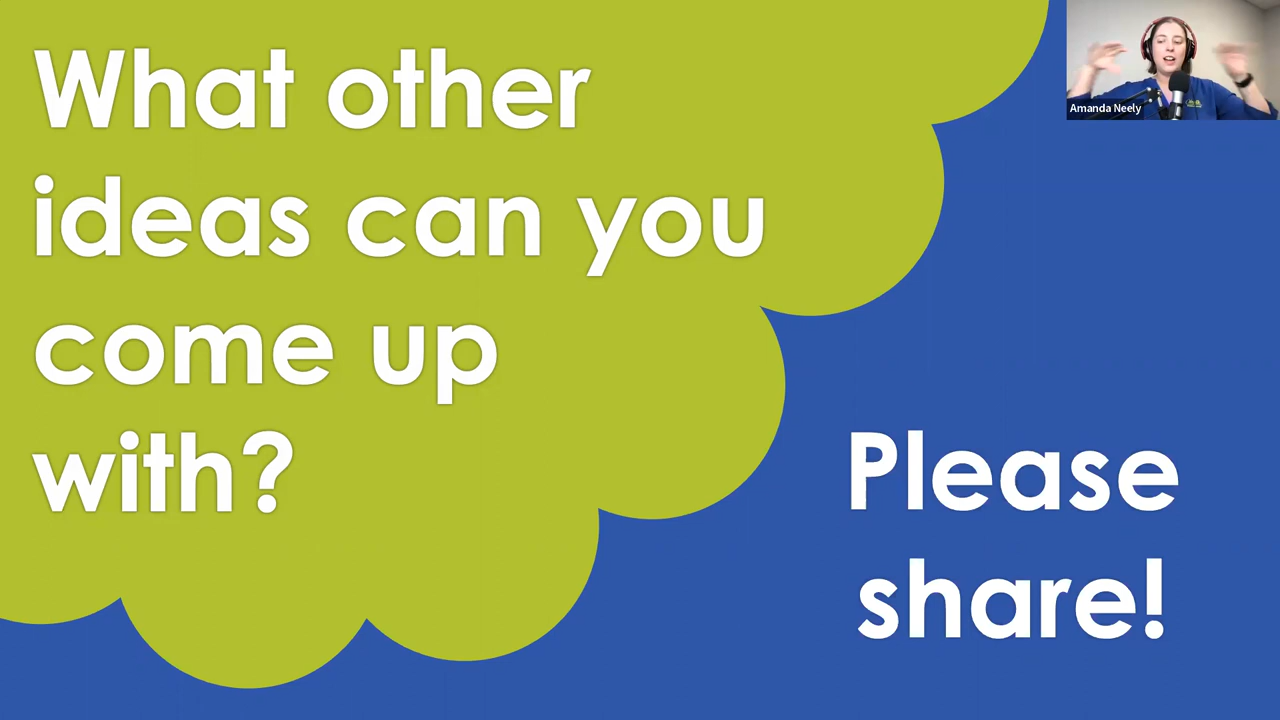 What other
ideas can you
come up
with?
Please
share!
Amanda Neely